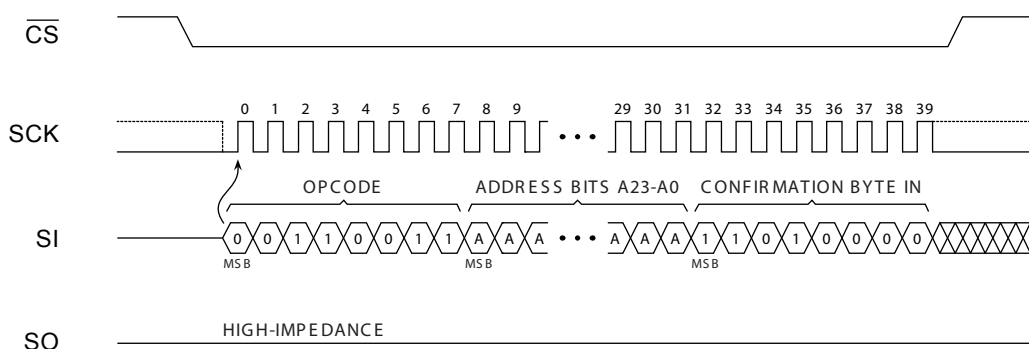 CS
0 1 2 3 4 5 6 7 8 9 29 30 31 32 33 34 35 36 37 38 39
SCK
OPCODE ADDRESS BITS A23-A0 CONFIRMATION BYTE IN
SI 0 0 1 1 0 0 1 1 A A A • • • A A A 1 1 0 1 0 0 0 0
MSB MSB MSB
HIGH-IMPEDANCE
SO